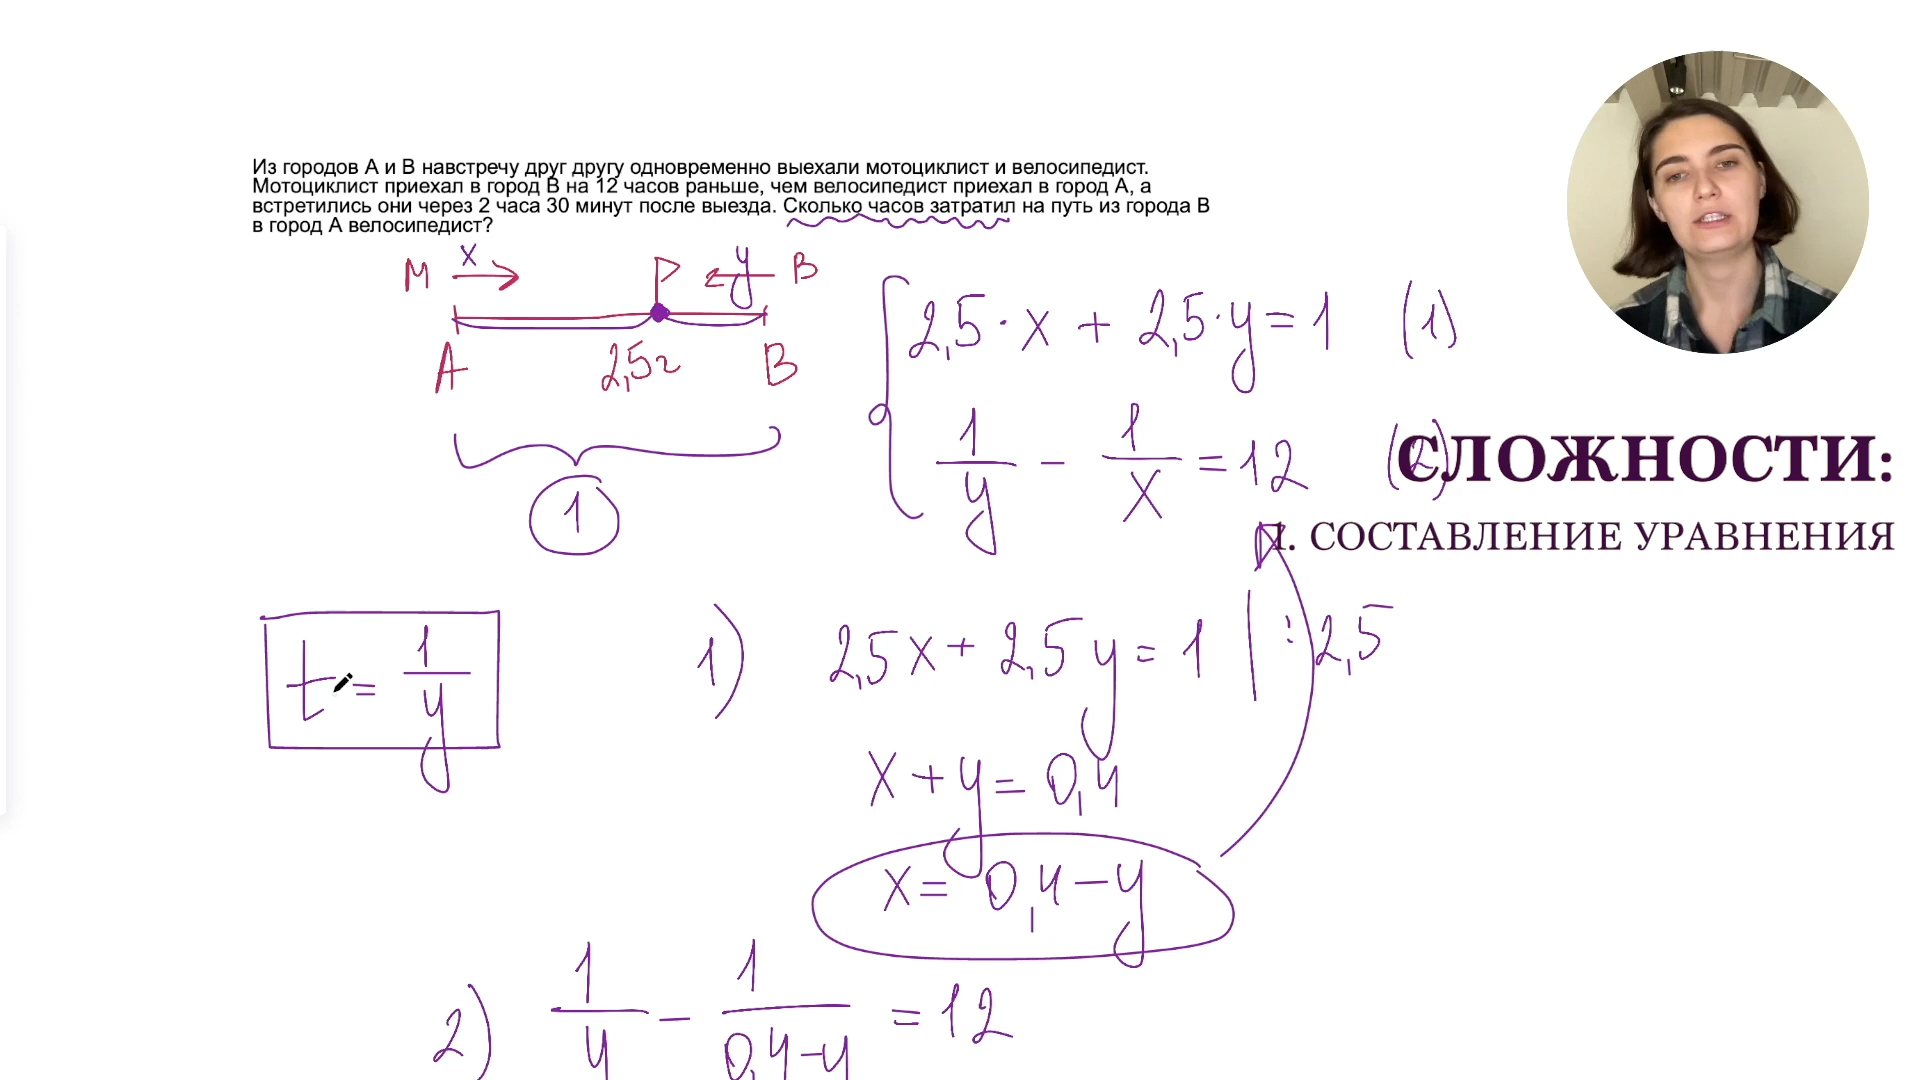 Из городов А и В навстречу друг другу одновременно выехали мотоциклист и велосипедист.
Мотоциклист приехал в город В на 12 часов раньше, чем велосипедист приехал в город А, а
встретились они через 2 часа 30 минут после выезда. Сколько часов затратил на путь из города В
в город А велосипедист?
М x P y В
А 2,5г В
1
2,5·x + 2,5·y = 1 (1)
1/y - 1/x = 12 (2)
СЛОЖНОСТИ:
1. СОСТАВЛЕНИЕ УРАВНЕНИЯ
t = 1/y
1) 2,5x + 2,5y = 1 | : 2,5
x + y = 0,4
x = 0,4 - y
2) 1/y - 1/(0,4-y) = 12